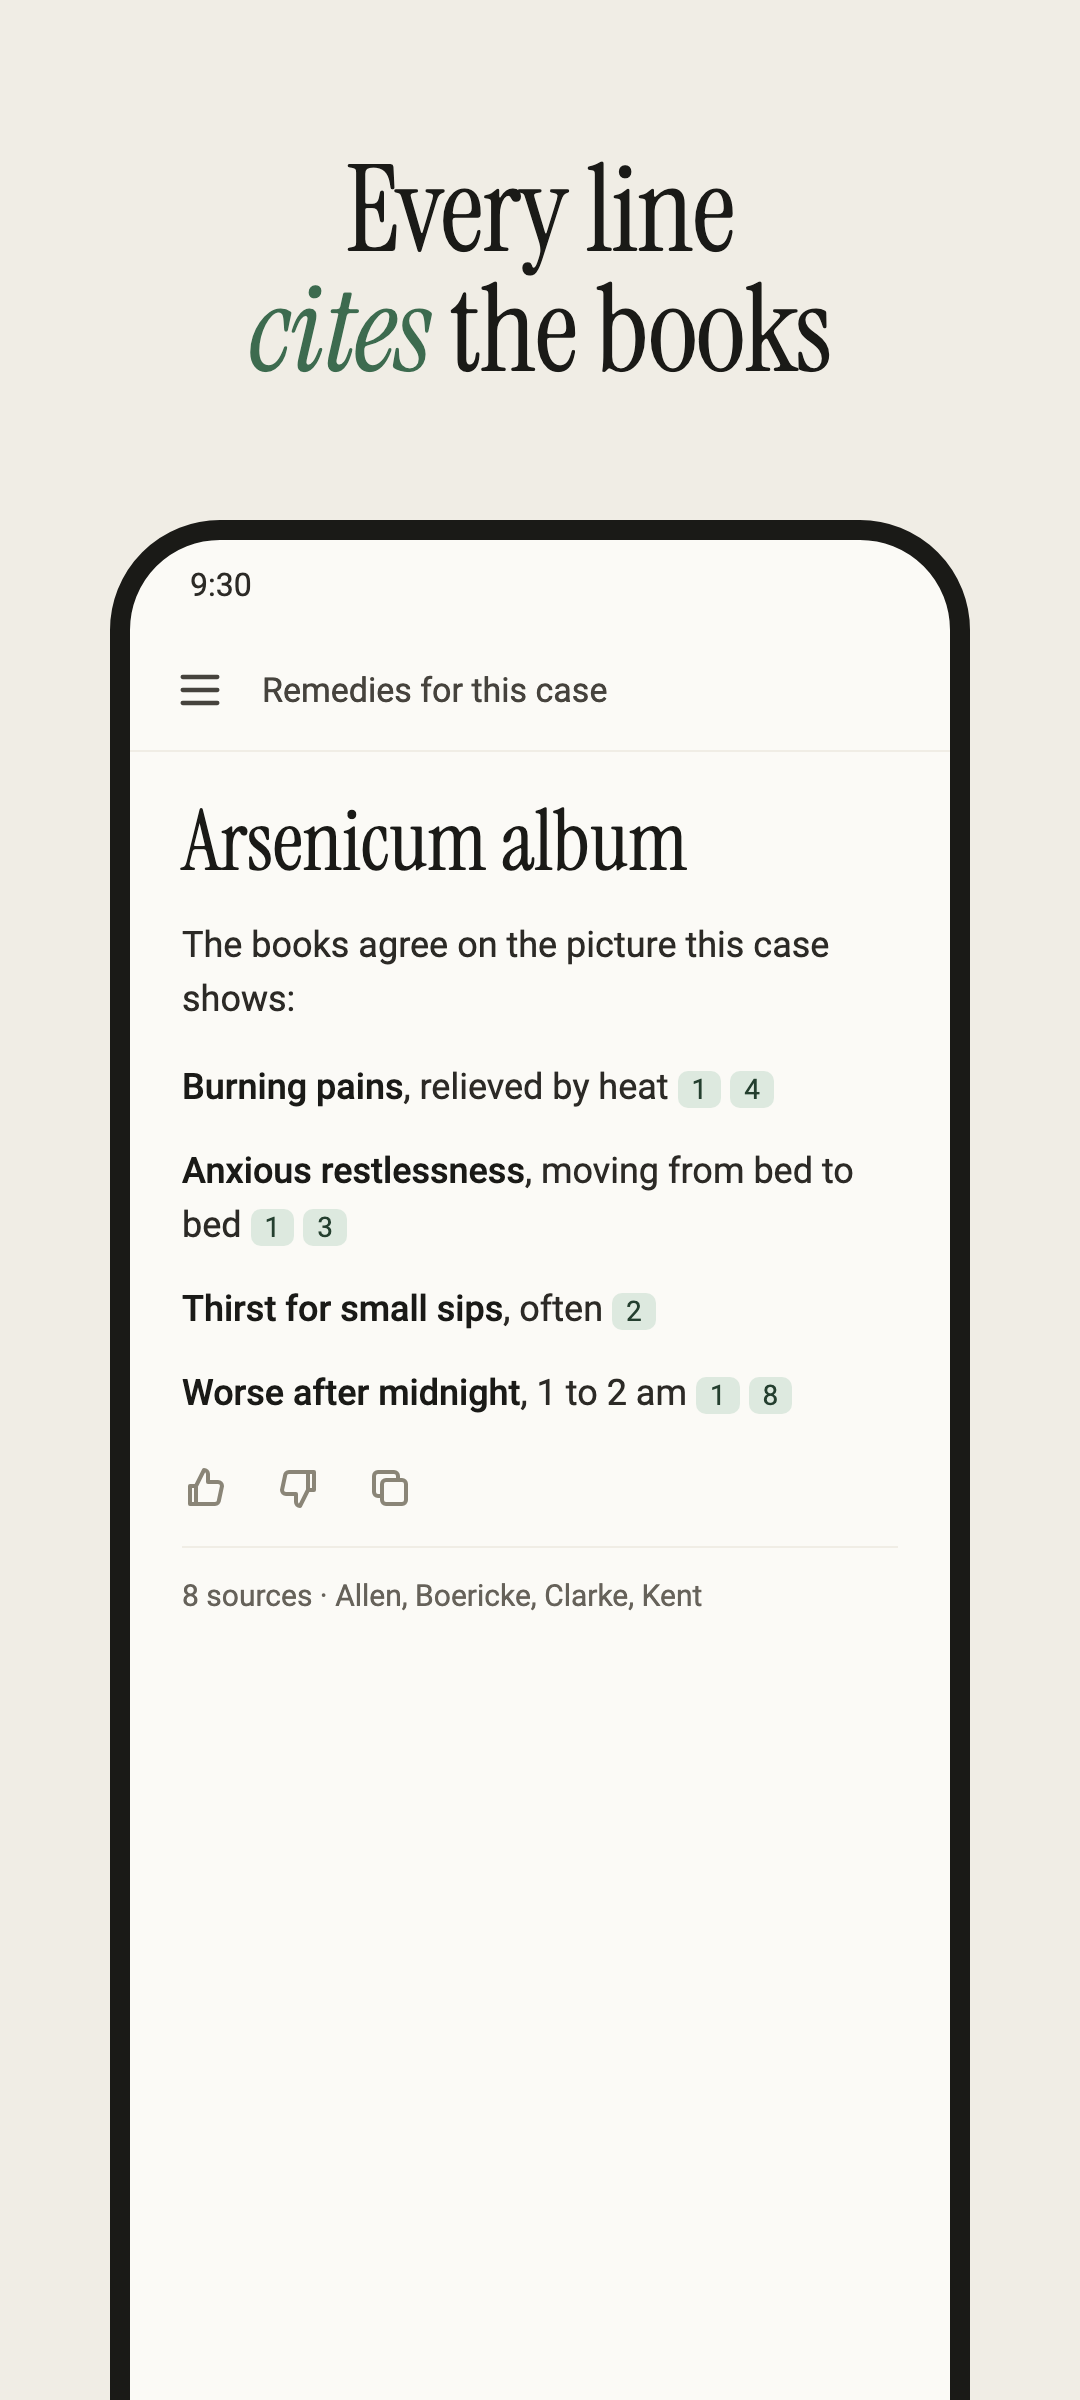 Every line
cites the books
9:30
Remedies for this case
Arsenicum album
The books agree on the picture this case
shows:
Burning pains, relieved by heat 1 4
Anxious restlessness, moving from bed to
bed 1 3
Thirst for small sips, often 2
Worse after midnight, 1 to 2 am 1 8
8 sources · Allen, Boericke, Clarke, Kent